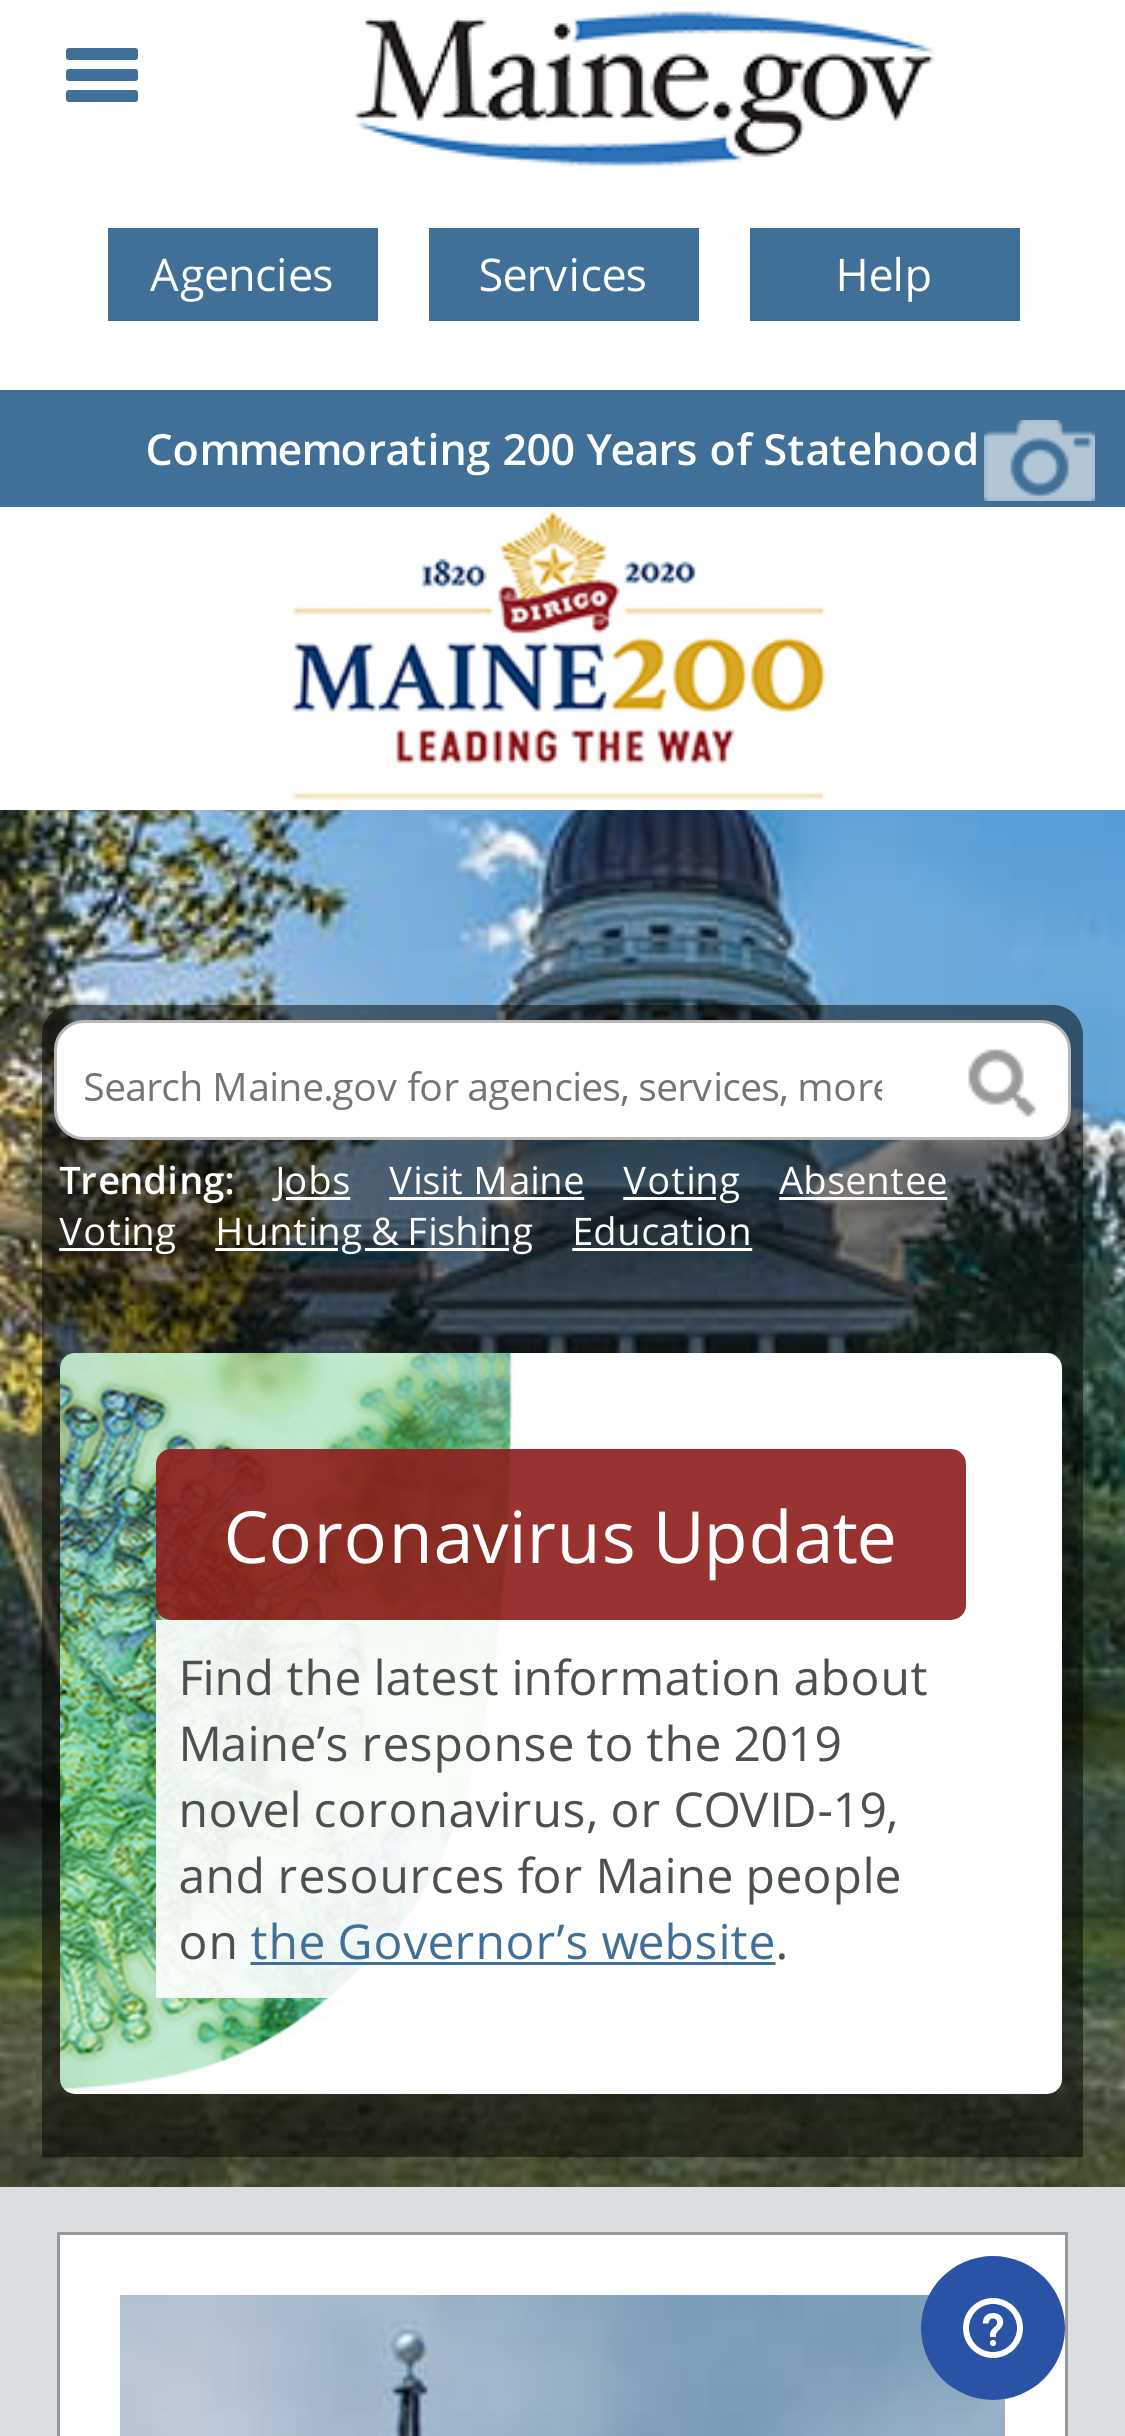 Maine.gov
Agencies
Services
Help
Commemorating 200 Years of Statehood
1820 2020
DIRIGO
MAINE200
LEADING THE WAY
Search Maine.gov for agencies, services, more
Trending: Jobs Visit Maine Voting Absentee
Voting Hunting & Fishing Education
Coronavirus Update
Find the latest information about
Maine’s response to the 2019
novel coronavirus, or COVID-19,
and resources for Maine people
on the Governor’s website.
?